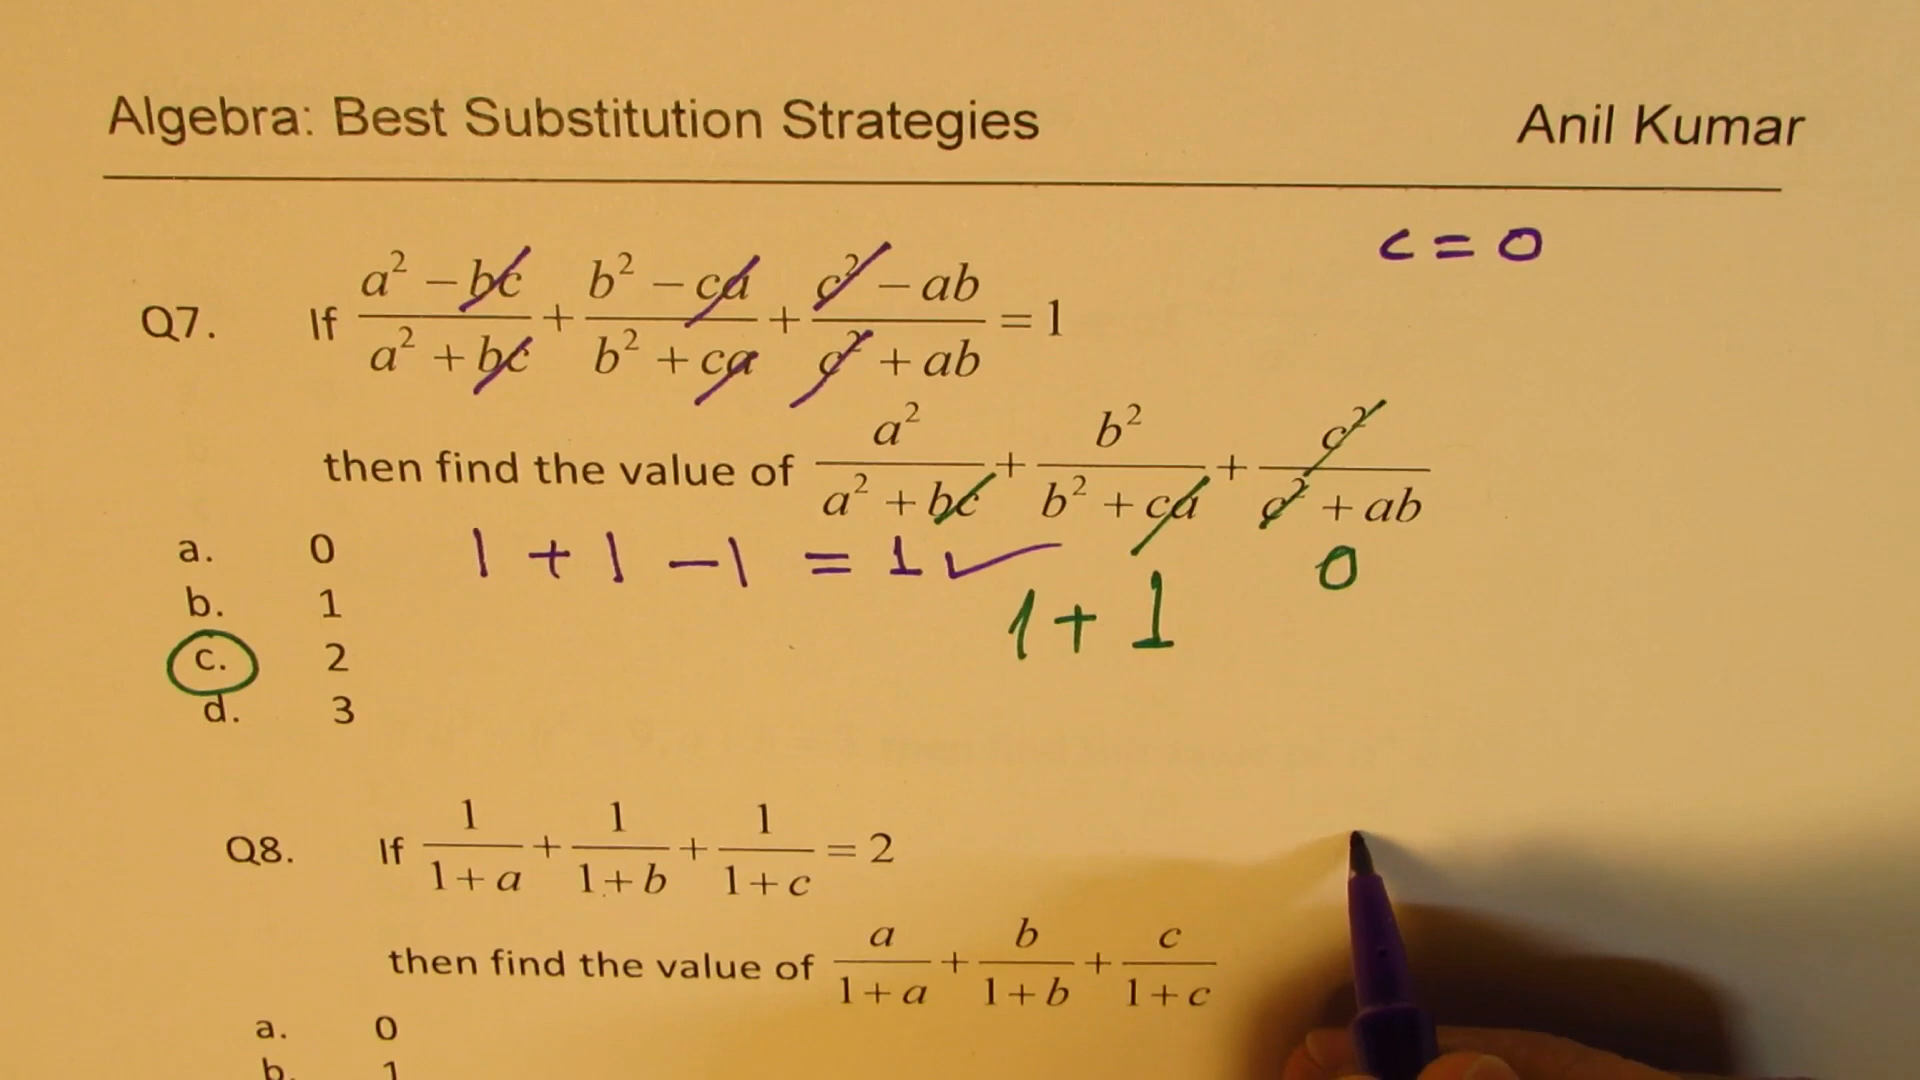 Algebra: Best Substitution Strategies Anil Kumar
c = 0
Q7. If (a² − bc)/(a² + bc) + (b² − ca)/(b² + ca) + (c² − ab)/(c² + ab) = 1
then find the value of a²/(a² + bc) + b²/(b² + ca) + c²/(c² + ab)
a. 0 1 + 1 − 1 = 1 ✓ 0
b. 1 1 + 1
c. 2
d. 3
Q8. If 1/(1+a) + 1/(1+b) + 1/(1+c) = 2
then find the value of a/(1+a) + b/(1+b) + c/(1+c)
a. 0
b. 1